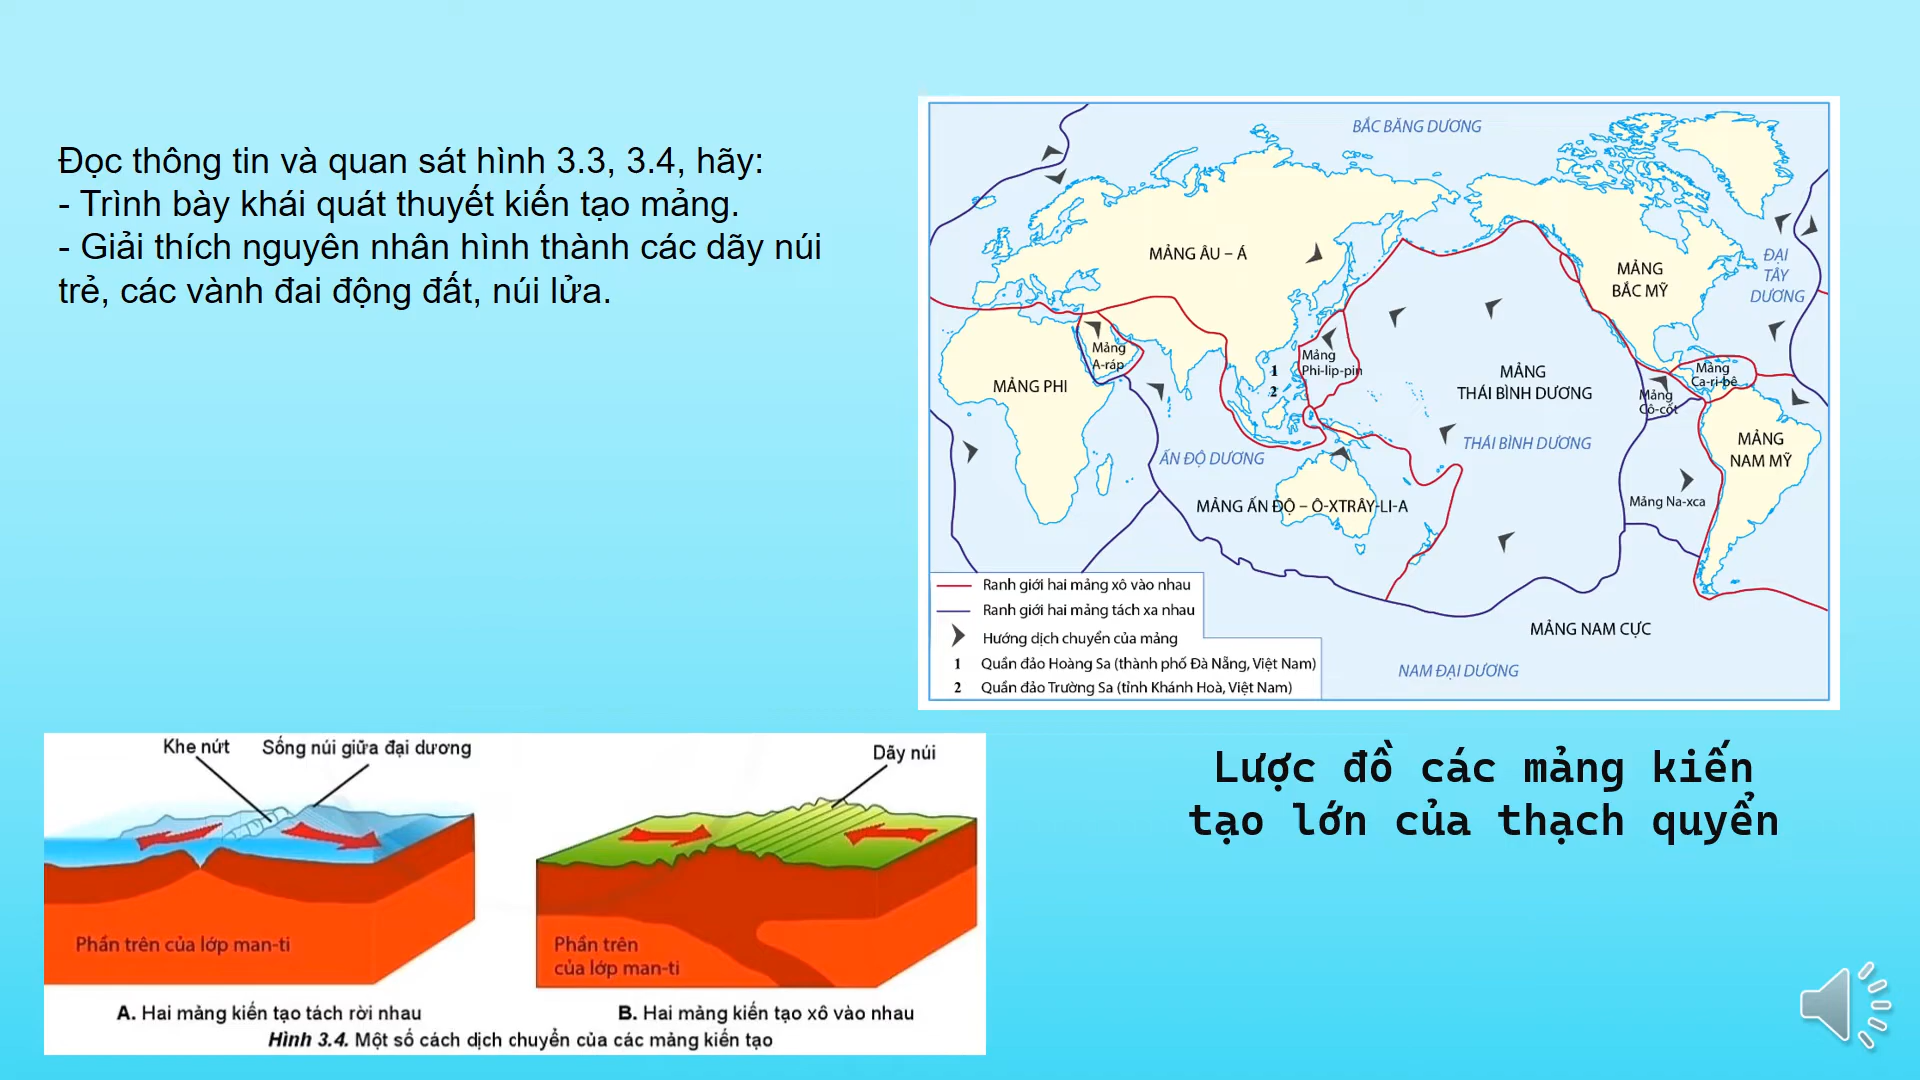 Đọc thông tin và quan sát hình 3.3, 3.4, hãy:
- Trình bày khái quát thuyết kiến tạo mảng.
- Giải thích nguyên nhân hình thành các dãy núi
trẻ, các vành đai động đất, núi lửa.
BẮC BĂNG DƯƠNG
MẢNG ÂU – Á
MẢNG
BẮC MỸ
ĐẠI
TÂY
DƯƠNG
Mảng
A-ráp
MẢNG PHI
1
2
Mảng
Phi-lip-pin
MẢNG
THÁI BÌNH DƯƠNG
Mảng
Ca-ri-bê
Mảng
Cô-cốt
THÁI BÌNH DƯƠNG
MẢNG
NAM MỸ
ẤN ĐỘ DƯƠNG
MẢNG ẤN ĐỘ – Ô-XTRÂY-LI-A
Mảng Na-xca
MẢNG NAM CỰC
NAM ĐẠI DƯƠNG
Ranh giới hai mảng xô vào nhau
Ranh giới hai mảng tách xa nhau
Hướng dịch chuyển của mảng
1 Quần đảo Hoàng Sa (thành phố Đà Nẵng, Việt Nam)
2 Quần đảo Trường Sa (tỉnh Khánh Hoà, Việt Nam)
Lược đồ các mảng kiến
tạo lớn của thạch quyển
Khe nứt
Sống núi giữa đại dương
Dãy núi
Phần trên của lớp man-ti
Phần trên
của lớp man-ti
A. Hai mảng kiến tạo tách rời nhau
B. Hai mảng kiến tạo xô vào nhau
Hình 3.4. Một số cách dịch chuyển của các mảng kiến tạo